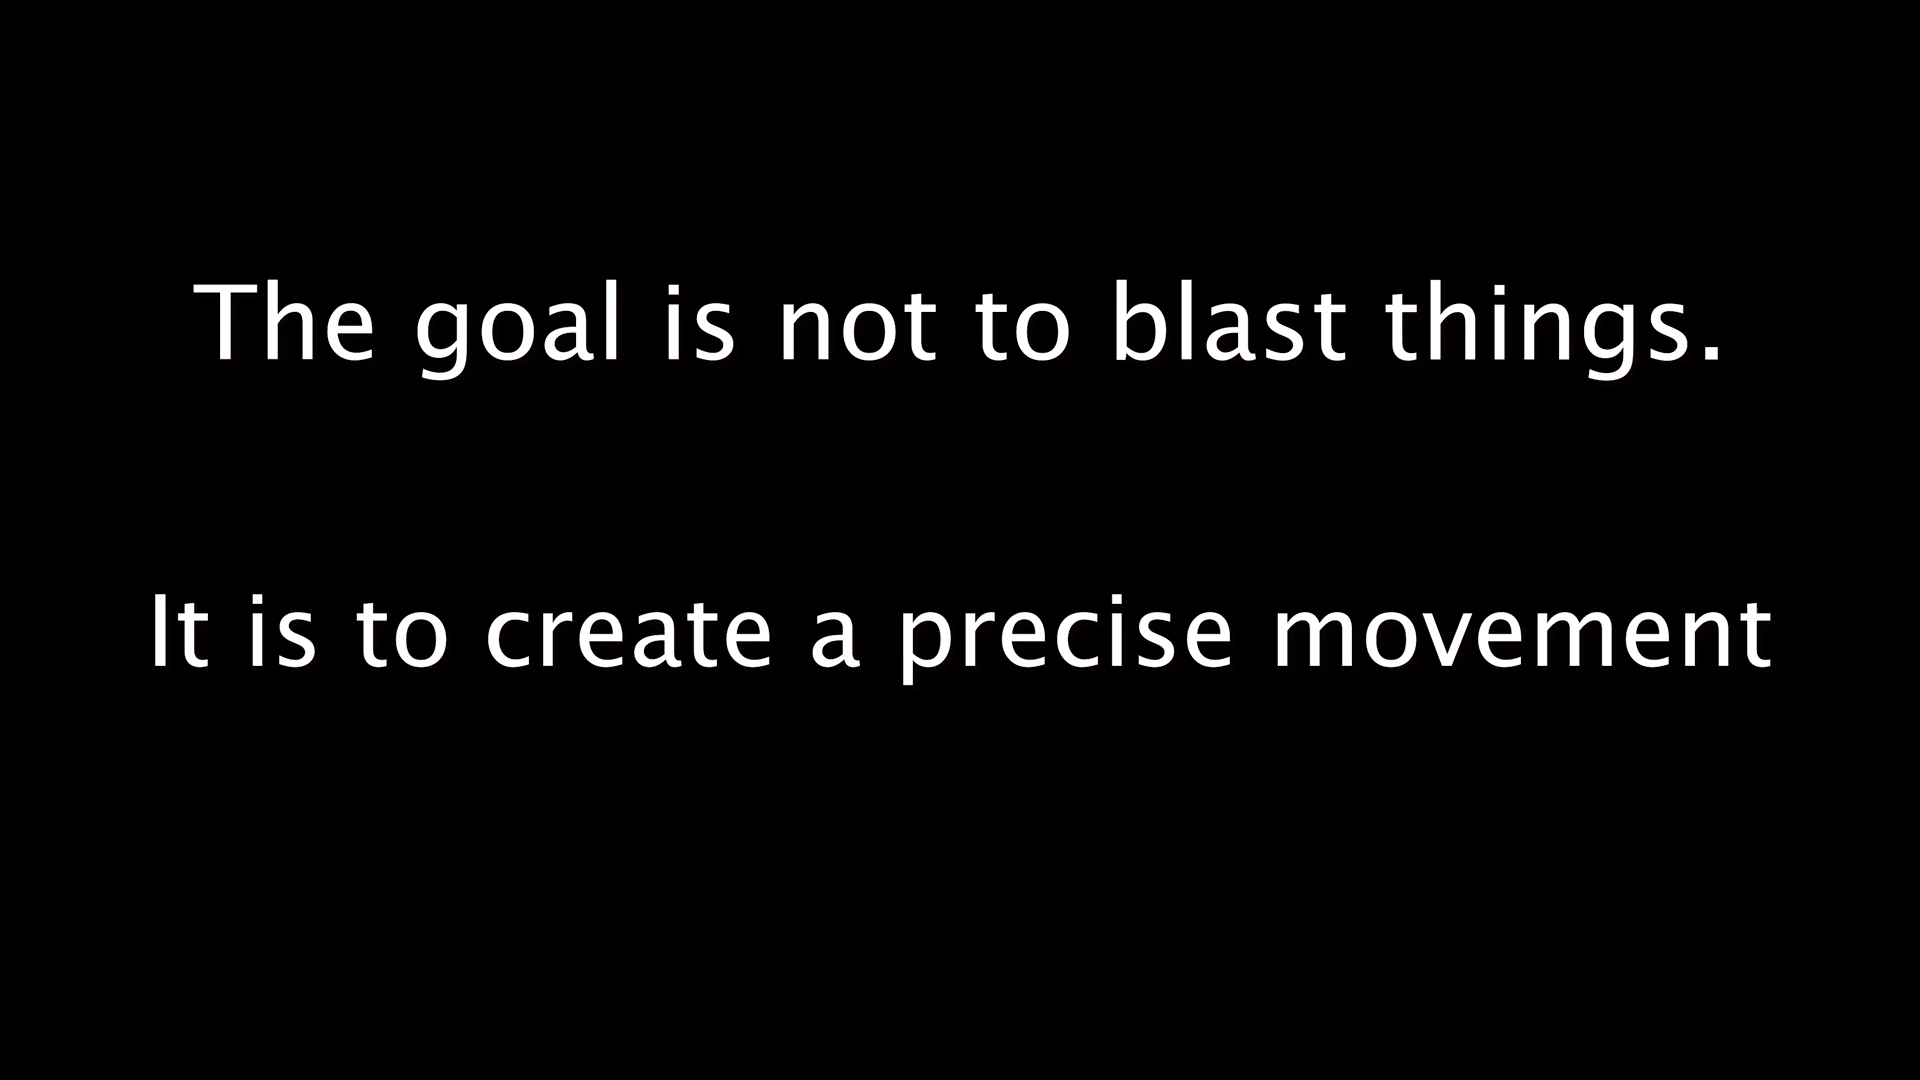 The goal is not to blast things.
It is to create a precise movement